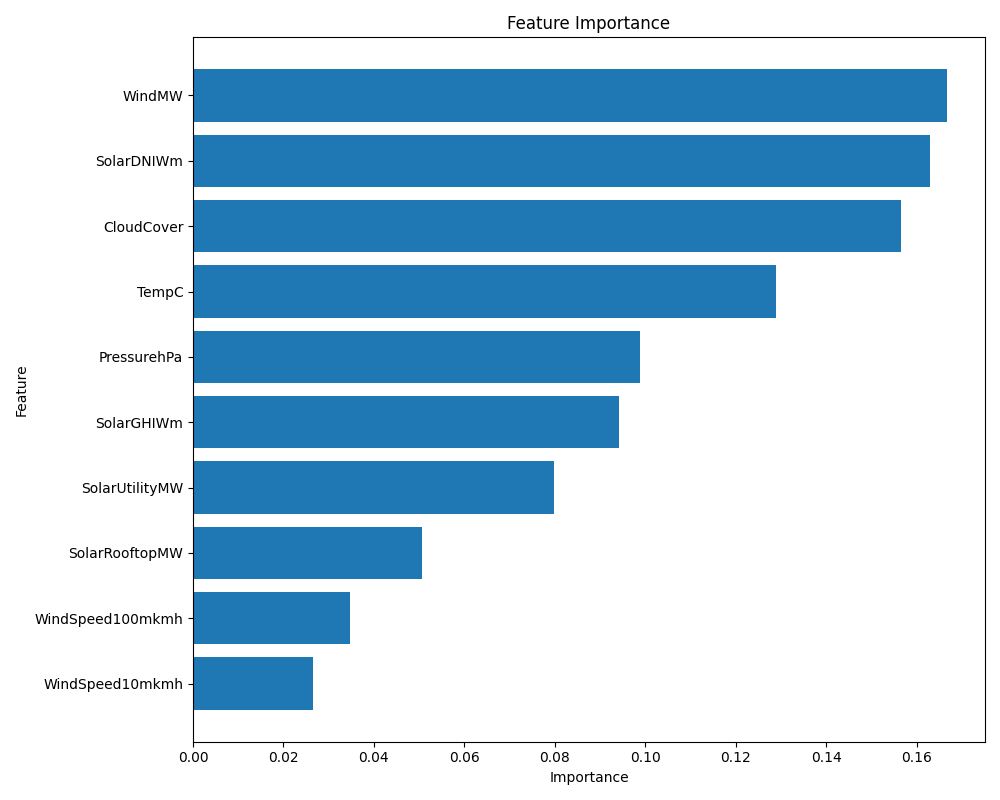 Feature Importance
WindMW
SolarDNIWm
CloudCover
TempC
PressurehPa
SolarGHIWm
SolarUtilityMW
SolarRooftopMW
WindSpeed100mkmh
WindSpeed10mkmh
Feature
0.00 0.02 0.04 0.06 0.08 0.10 0.12 0.14 0.16
Importance